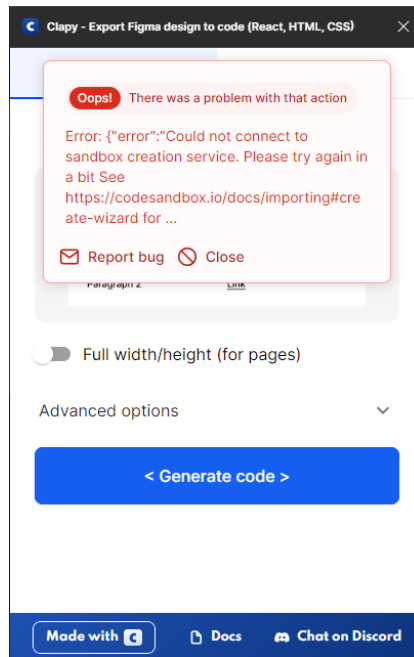 Clapy - Export Figma design to code (React, HTML, CSS)
Oops! There was a problem with that action
Error: {"error":"Could not connect to
sandbox creation service. Please try again in
a bit See
https://codesandbox.io/docs/importing#cre
ate-wizard for ...
Report bug Close
Paragraph 2 Link
Full width/height (for pages)
Advanced options
< Generate code >
Made with C Docs Chat on Discord